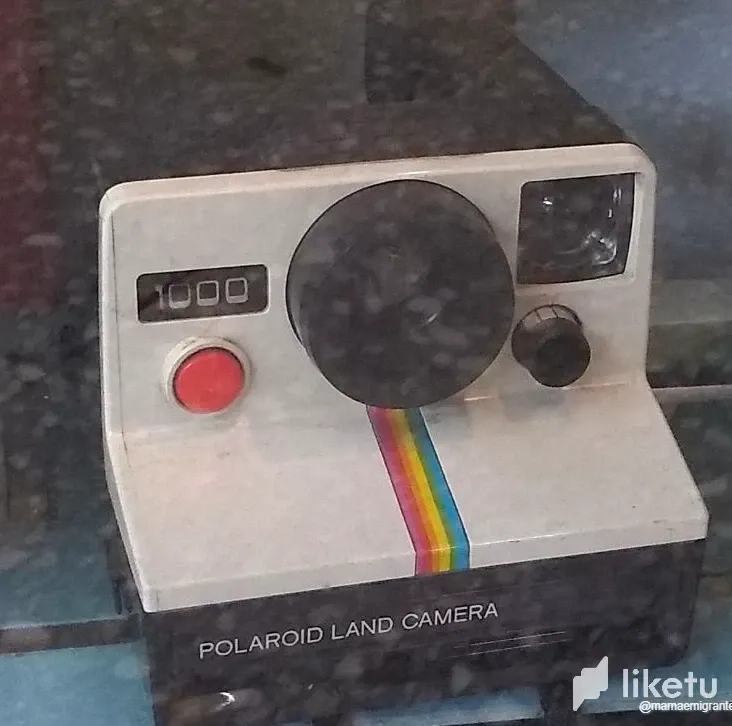 1000
POLAROID LAND CAMERA
liketu
@mamaemigrante